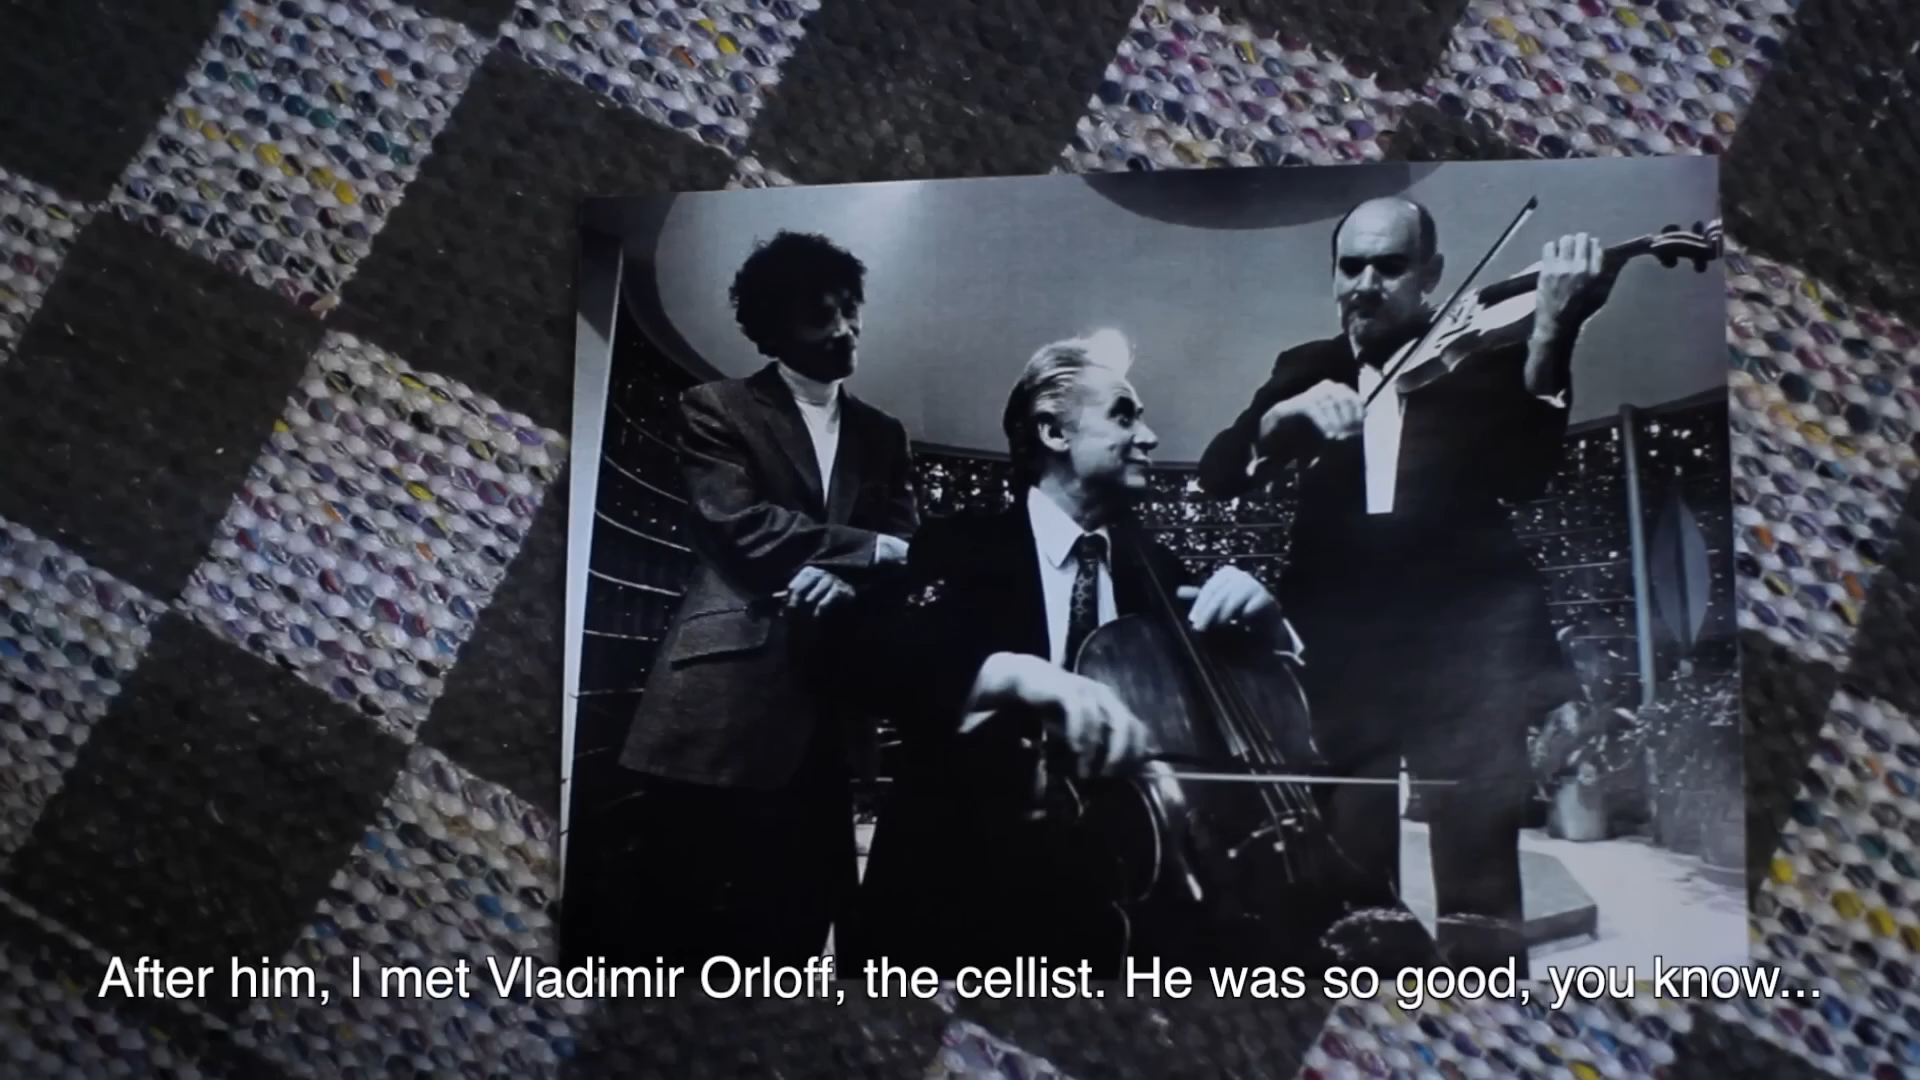 After him, I met Vladimir Orloff, the cellist. He was so good, you know...